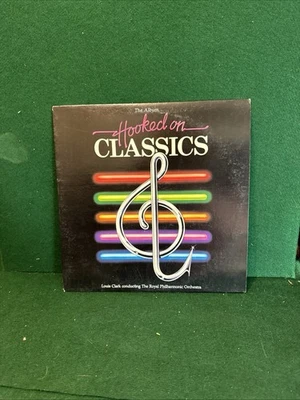 The Album
Hooked on
CLASSICS
Louis Clark conducting The Royal Philharmonic Orchestra